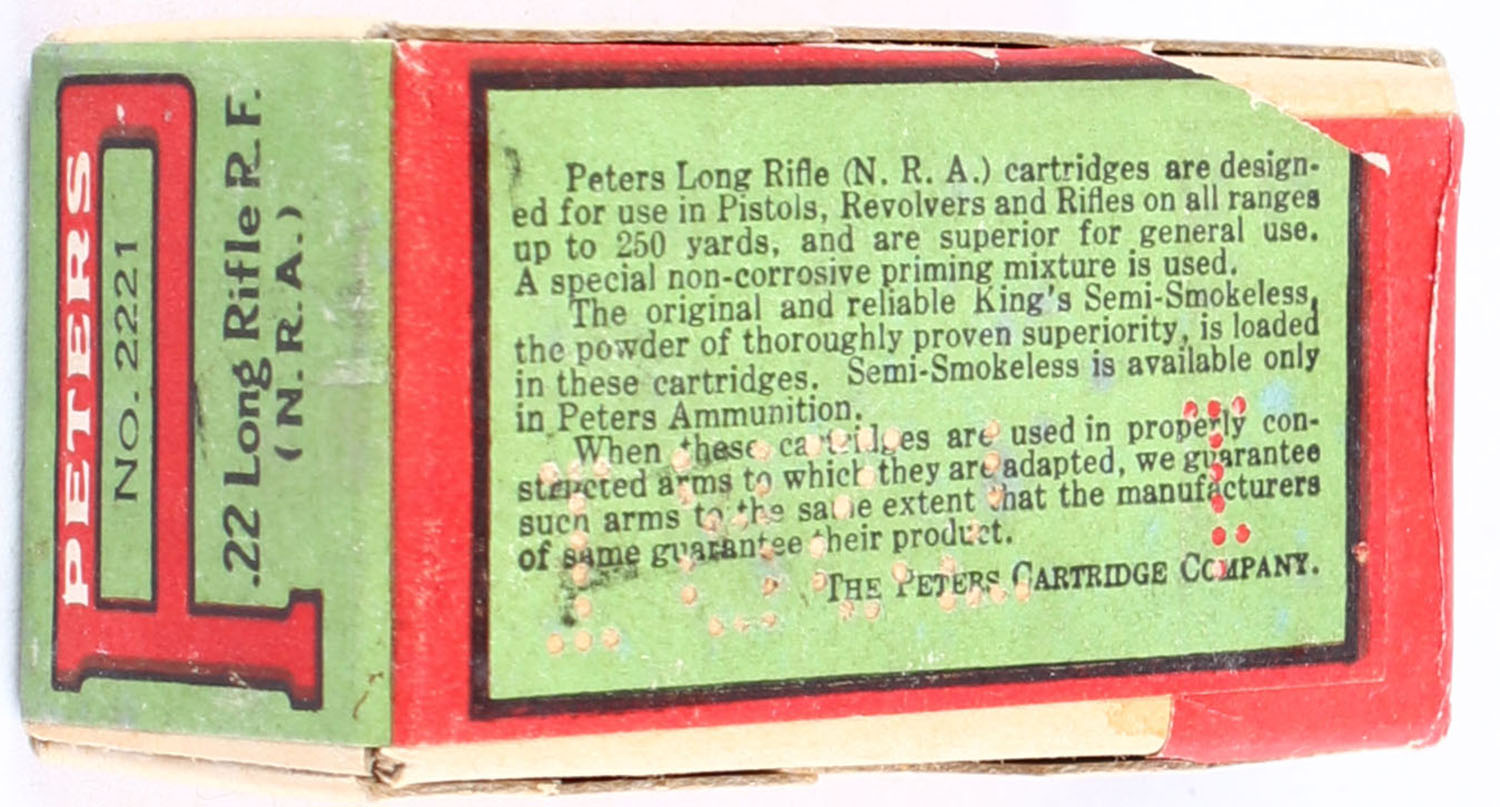 PETERS
NO. 2221
.22 Long Rifle R.F.
(N.R.A.)
Peters Long Rifle (N. R. A.) cartridges are design-
ed for use in Pistols, Revolvers and Rifles on all ranges
up to 250 yards, and are superior for general use.
A special non-corrosive priming mixture is used.
The original and reliable King's Semi-Smokeless,
the powder of thoroughly proven superiority, is loaded
in these cartridges. Semi-Smokeless is available only
in Peters Ammunition.
When these cartridges are used in properly con-
structed arms to which they are adapted, we guarantee
such arms to the same extent that the manufacturers
of same guarantee their product.
THE PETERS CARTRIDGE COMPANY.